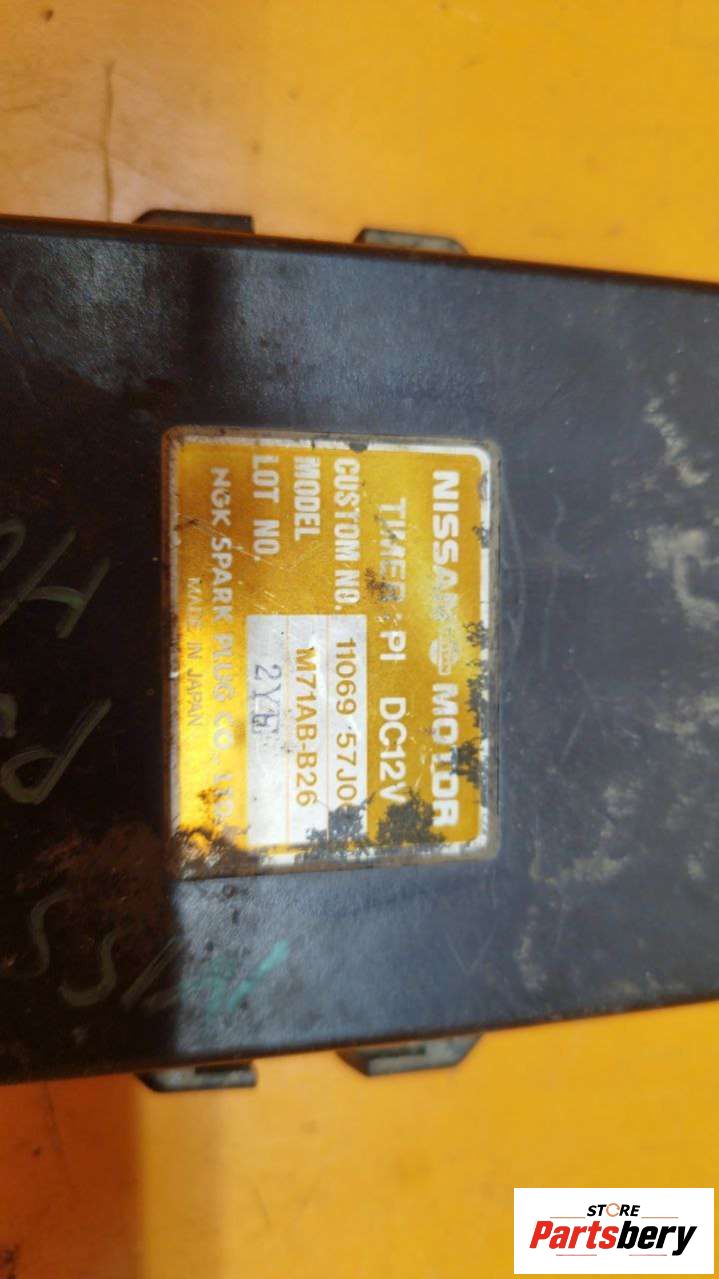 NISSAN MOTOR
TIMER:PI DC12V
CUSTOM NO. 11069 57J0
MODEL M71AB-B26
LOT NO.
NGK SPARK PLUG CO., LTD.
MADE IN JAPAN
STORE
Partsbery